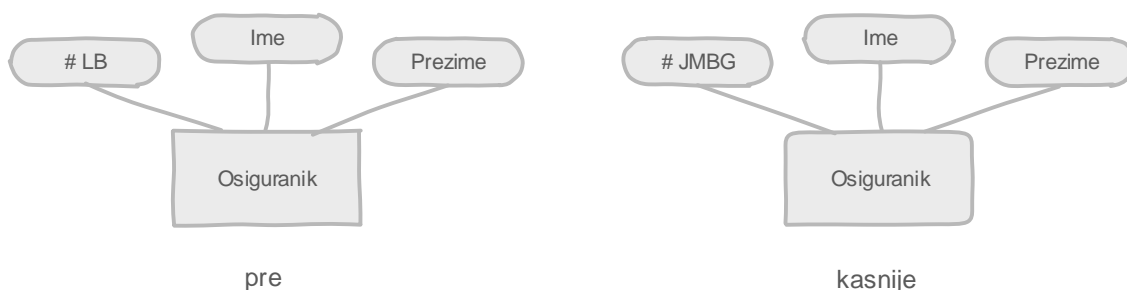 # LB
Ime
Prezime
Osiguranik
pre
# JMBG
Ime
Prezime
Osiguranik
kasnije